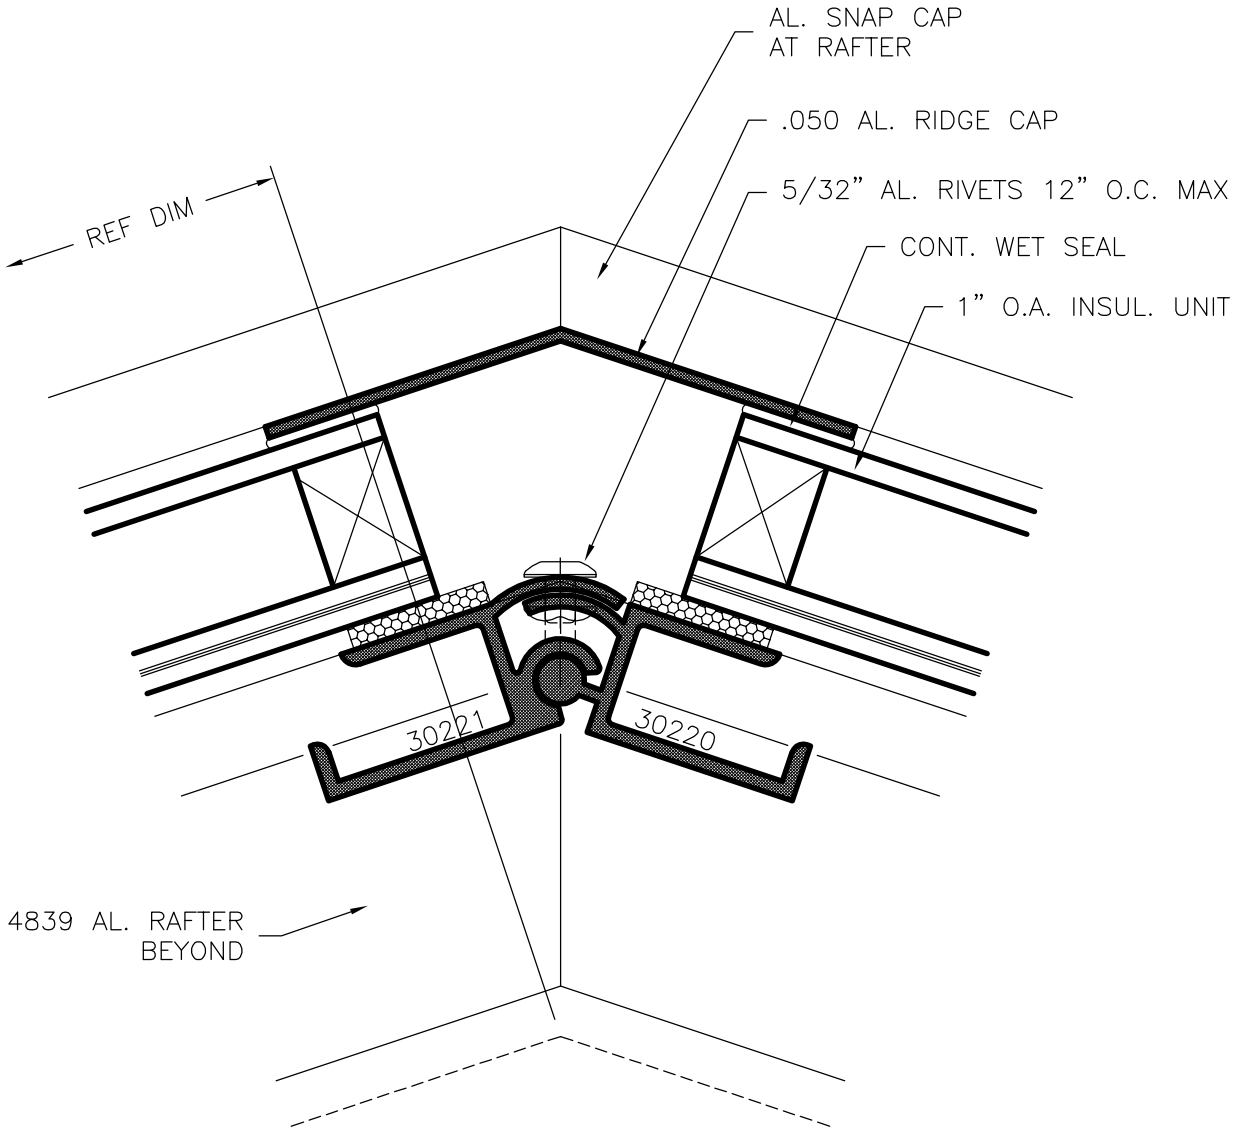 AL. SNAP CAP
AT RAFTER
.050 AL. RIDGE CAP
5/32” AL. RIVETS 12” O.C. MAX
REF DIM
CONT. WET SEAL
1” O.A. INSUL. UNIT
30221
30220
4839 AL. RAFTER
BEYOND